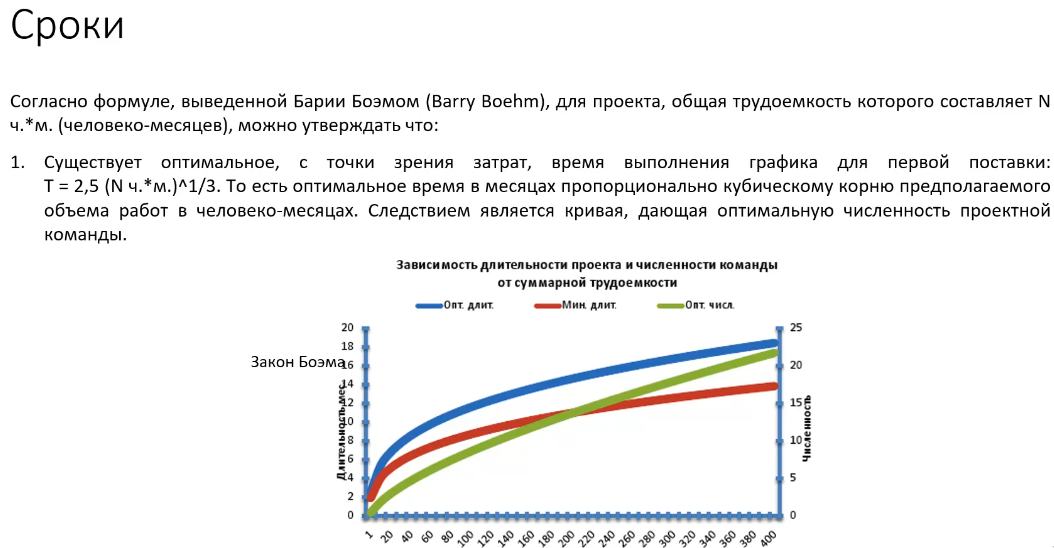 Сроки
Согласно формуле, выведенной Барии Боэмом (Barry Boehm), для проекта, общая трудоемкость которого составляет N
ч.*м. (человеко-месяцев), можно утверждать что:
1. Существует оптимальное, с точки зрения затрат, время выполнения графика для первой поставки:
T = 2,5 (N ч.*м.)^1/3. То есть оптимальное время в месяцах пропорционально кубическому корню предполагаемого
объема работ в человеко-месяцах. Следствием является кривая, дающая оптимальную численность проектной
команды.
Зависимость длительности проекта и численности команды
от суммарной трудоемкости
Опт. длит. Мин. длит. Опт. числ.
Закон Боэма
Длительность,мес
20
18
16
14
12
10
8
6
4
2
0
25
20
15
10
5
0
Численность
1 20 40 60 80 100 120 140 160 180 200 220 240 260 280 300 320 340 360 380 400